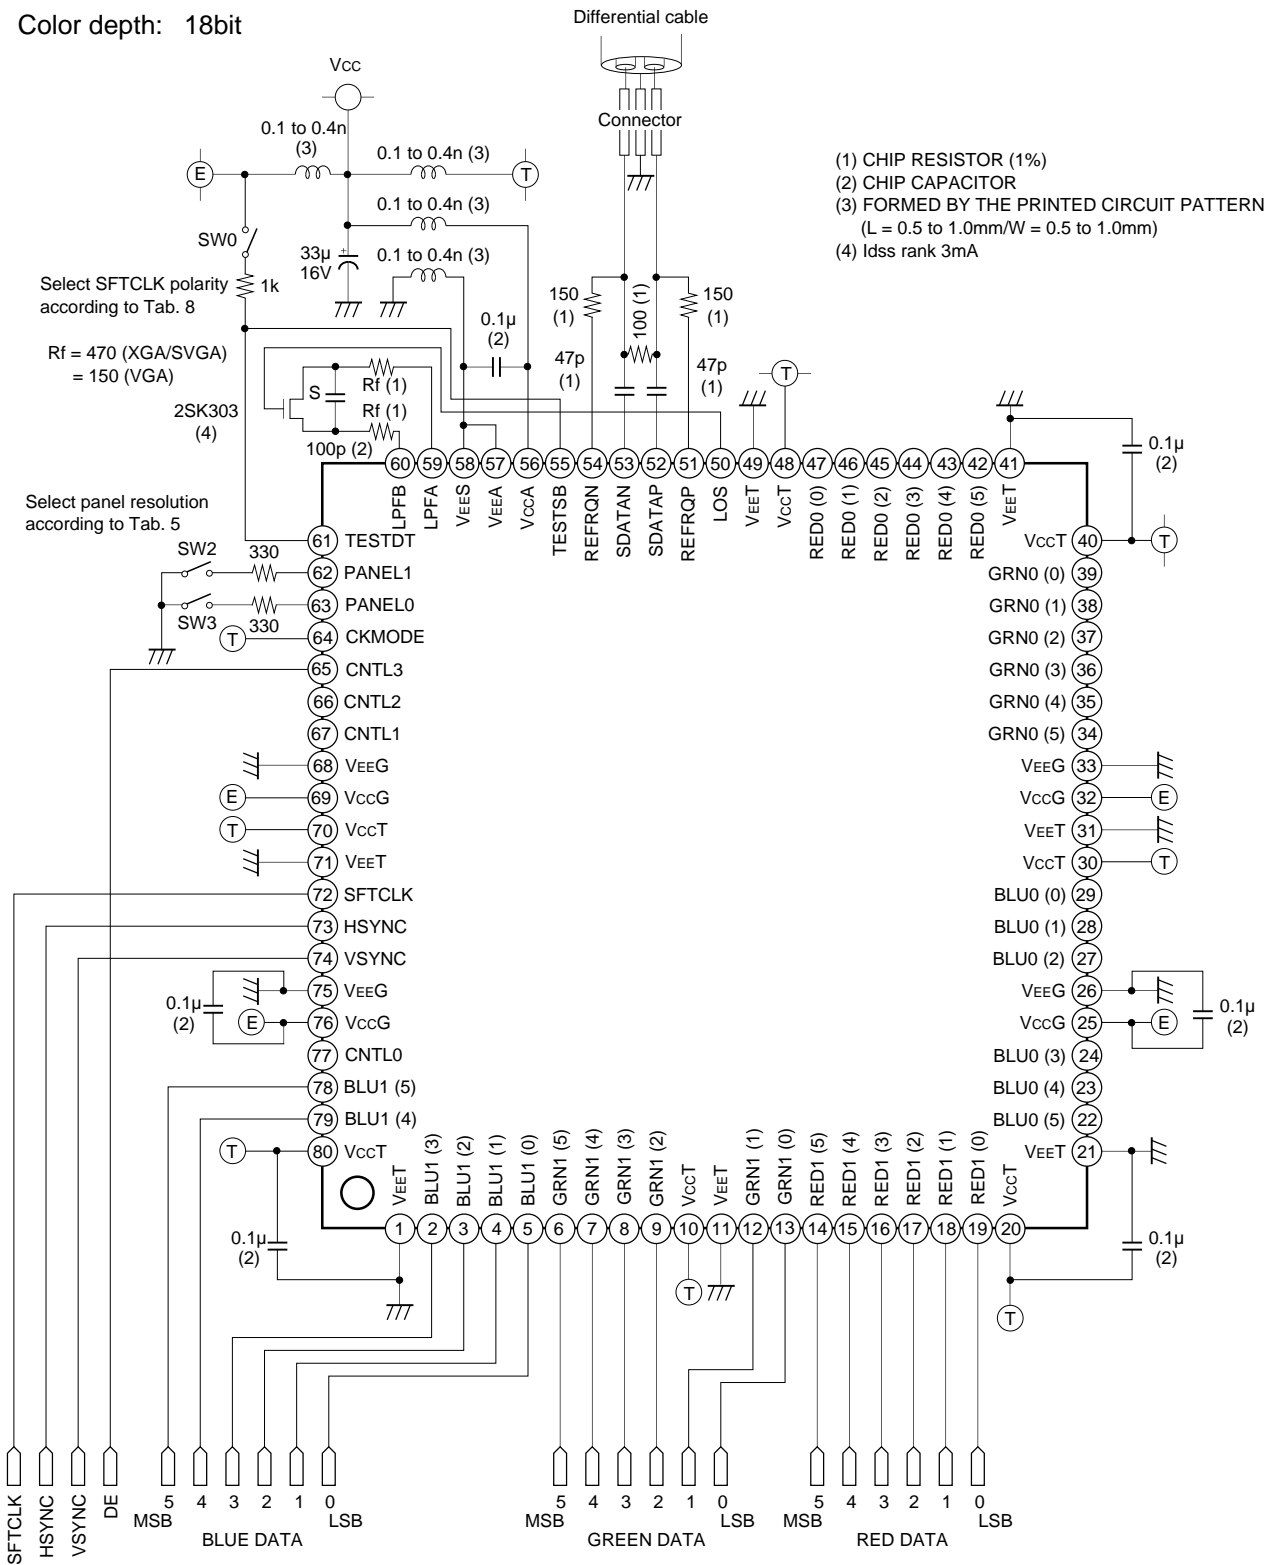 Color depth: 18bit
Differential cable
VCC
Connector
0.1 to 0.4n
(3)
0.1 to 0.4n (3)
E
T
0.1 to 0.4n (3)
(1) CHIP RESISTOR (1%)
(2) CHIP CAPACITOR
(3) FORMED BY THE PRINTED CIRCUIT PATTERN
(L = 0.5 to 1.0mm/W = 0.5 to 1.0mm)
(4) Idss rank 3mA
SW0
33µ
16V
+
0.1 to 0.4n (3)
Select SFTCLK polarity
according to Tab. 8
1k
150
(1)
100 (1)
150
(1)
0.1µ
(2)
Rf = 470 (XGA/SVGA)
= 150 (VGA)
47p
(1)
47p
(1)
T
S
Rf (1)
Rf (1)
2SK303
(4)
100p (2)
0.1µ
(2)
60 59 58 57 56 55 54 53 52 51 50 49 48 47 46 45 44 43 42 41
LPFB
LPFA
VEES
VEEA
VCCA
TESTSB
REFRQN
SDATAN
SDATAP
REFRQP
LOS
VEET
VCCT
RED0 (0)
RED0 (1)
RED0 (2)
RED0 (3)
RED0 (4)
RED0 (5)
VEET
Select panel resolution
according to Tab. 5
SW2
330
SW3
330
T
61 TESTDT
62 PANEL1
63 PANEL0
64 CKMODE
65 CNTL3
66 CNTL2
67 CNTL1
68 VEEG
E 69 VCCG
T 70 VCCT
71 VEET
72 SFTCLK
73 HSYNC
74 VSYNC
75 VEEG
0.1µ
(2)
E 76 VCCG
77 CNTL0
78 BLU1 (5)
79 BLU1 (4)
T 80 VCCT
VCCT 40 T
GRN0 (0) 39
GRN0 (1) 38
GRN0 (2) 37
GRN0 (3) 36
GRN0 (4) 35
GRN0 (5) 34
VEEG 33
VCCG 32 E
VEET 31
VCCT 30 T
BLU0 (0) 29
BLU0 (1) 28
BLU0 (2) 27
VEEG 26
VCCG 25 E
0.1µ
(2)
BLU0 (3) 24
BLU0 (4) 23
BLU0 (5) 22
VEET 21
VEET
BLU1 (3)
BLU1 (2)
BLU1 (1)
BLU1 (0)
GRN1 (5)
GRN1 (4)
GRN1 (3)
GRN1 (2)
VCCT
VEET
GRN1 (1)
GRN1 (0)
RED1 (5)
RED1 (4)
RED1 (3)
RED1 (2)
RED1 (1)
RED1 (0)
VCCT
1 2 3 4 5 6 7 8 9 10 11 12 13 14 15 16 17 18 19 20
0.1µ
(2)
0.1µ
(2)
T
T
SFTCLK
HSYNC
VSYNC
DE
5 4 3 2 1 0
MSB LSB
BLUE DATA
5 4 3 2 1 0
MSB LSB
GREEN DATA
5 4 3 2 1 0
MSB LSB
RED DATA